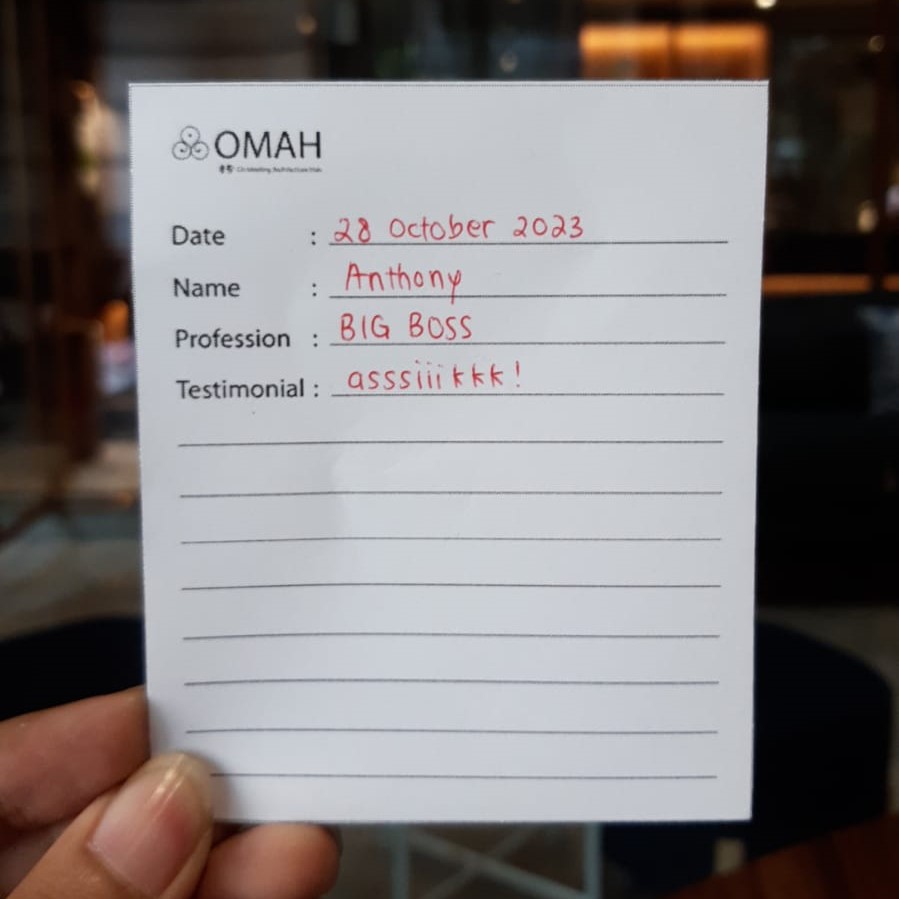 OMAH
Date : 28 October 2023
Name : Anthony
Profession : BIG BOSS
Testimonial : asssiiikkk!